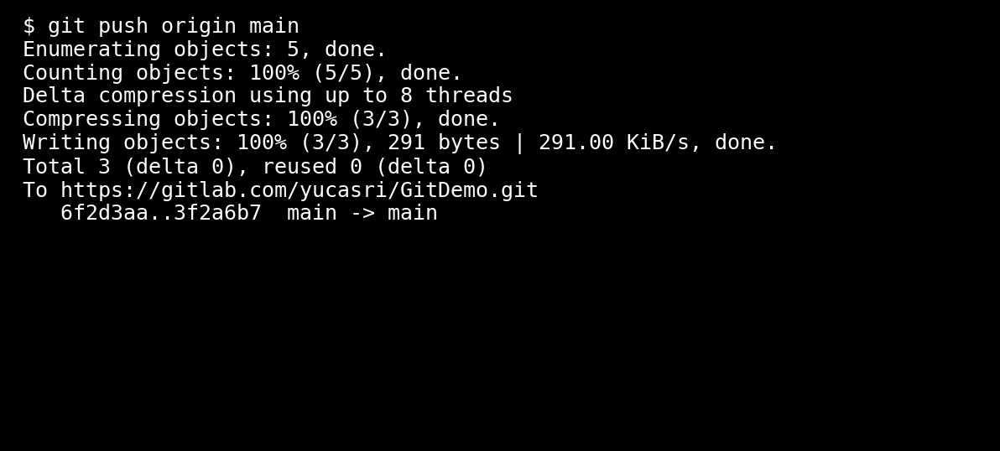 $ git push origin main
Enumerating objects: 5, done.
Counting objects: 100% (5/5), done.
Delta compression using up to 8 threads
Compressing objects: 100% (3/3), done.
Writing objects: 100% (3/3), 291 bytes | 291.00 KiB/s, done.
Total 3 (delta 0), reused 0 (delta 0)
To https://gitlab.com/yucasri/GitDemo.git
   6f2d3aa..3f2a6b7  main -> main